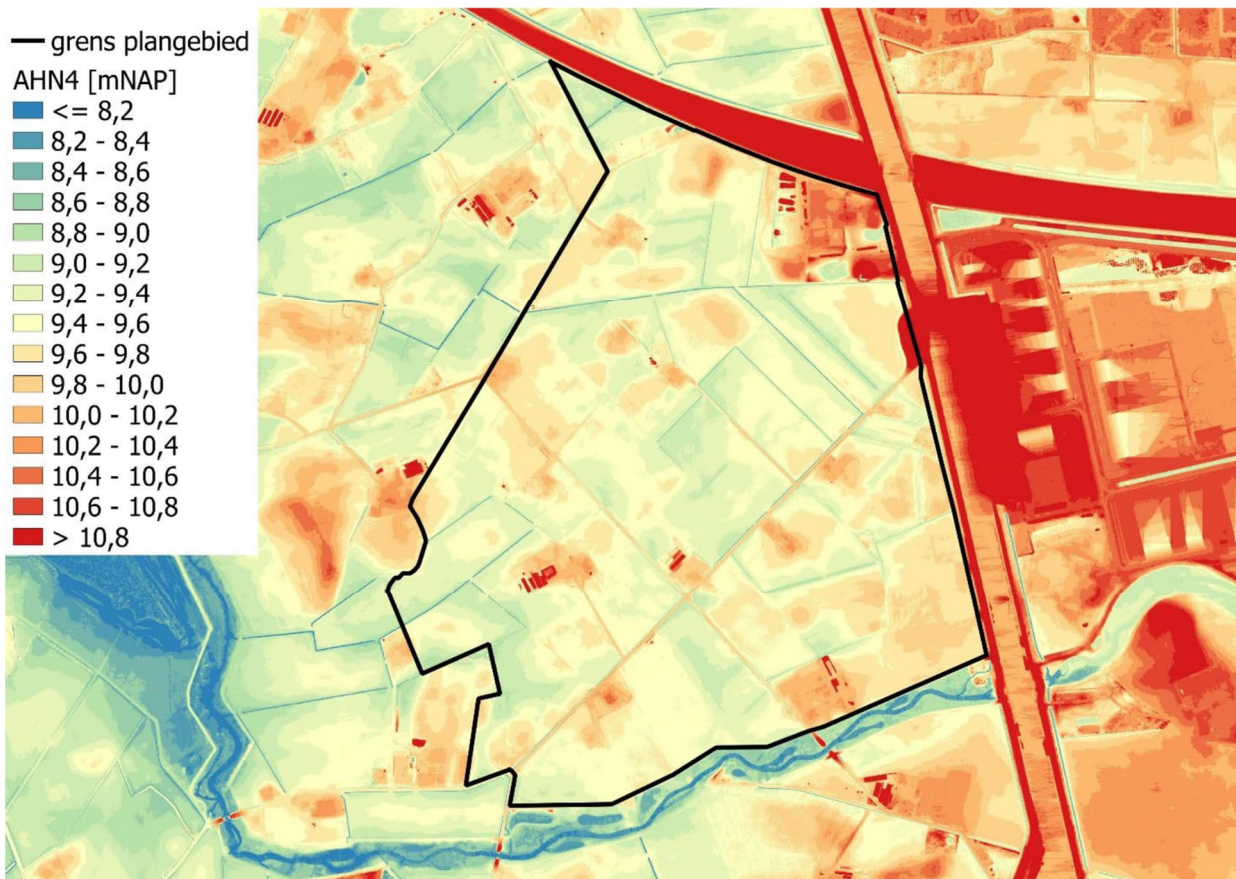 grens plangebied
AHN4 [mNAP]
<= 8,2
8,2 - 8,4
8,4 - 8,6
8,6 - 8,8
8,8 - 9,0
9,0 - 9,2
9,2 - 9,4
9,4 - 9,6
9,6 - 9,8
9,8 - 10,0
10,0 - 10,2
10,2 - 10,4
10,4 - 10,6
10,6 - 10,8
> 10,8